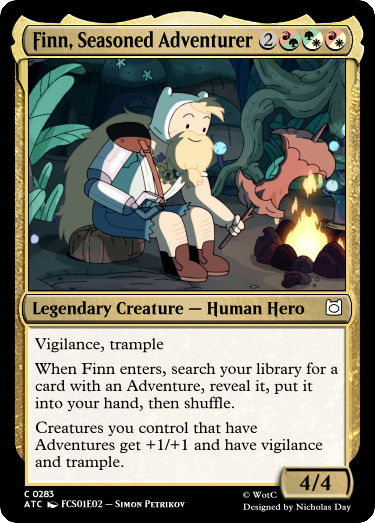 Finn, Seasoned Adventurer 2
Legendary Creature — Human Hero
Vigilance, trample
When Finn enters, search your library for a
card with an Adventure, reveal it, put it
into your hand, then shuffle.
Creatures you control that have
Adventures get +1/+1 and have vigilance
and trample.
4/4
C 0283
ATC FCS01E02 – Simon Petrikov
© WotC
Designed by Nicholas Day